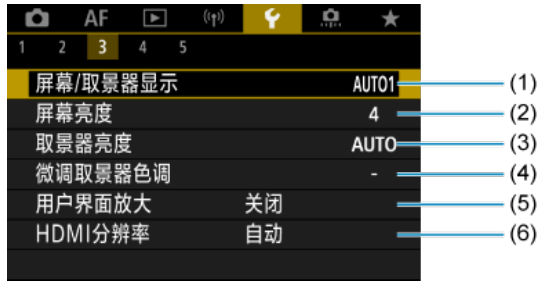 AF
1 2 3 4 5
屏幕/取景器显示 AUTO1 (1)
屏幕亮度 4 (2)
取景器亮度 AUTO (3)
微调取景器色调 - (4)
用户界面放大 关闭 (5)
HDMI分辨率 自动 (6)